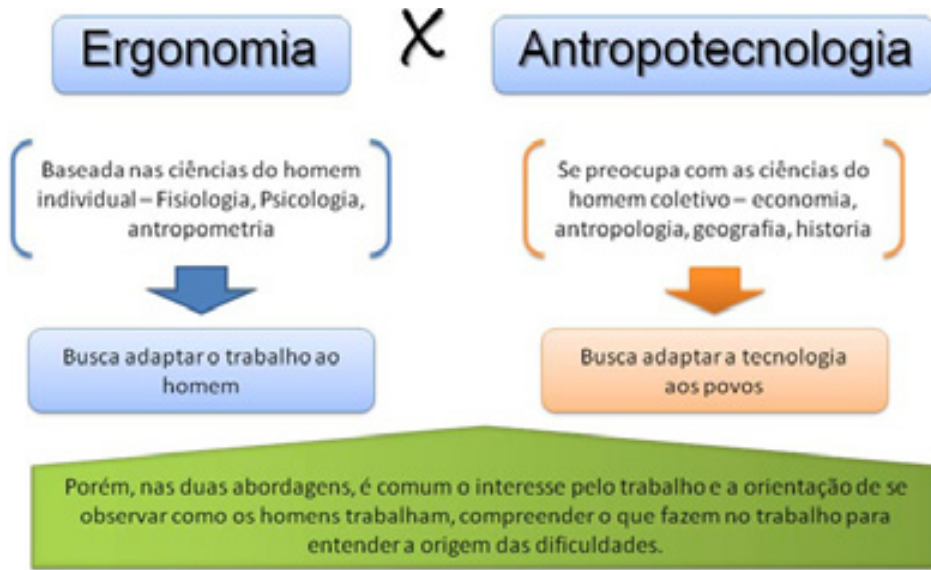 Ergonomia X Antropotecnologia
Baseada nas ciências do homem
individual – Fisiologia, Psicologia,
antropometria
Se preocupa com as ciências do
homem coletivo – economia,
antropologia, geografia, historia
Busca adaptar o trabalho ao
homem
Busca adaptar a tecnologia
aos povos
Porém, nas duas abordagens, é comum o interesse pelo trabalho e a orientação de se
observar como os homens trabalham, compreender o que fazem no trabalho para
entender a origem das dificuldades.